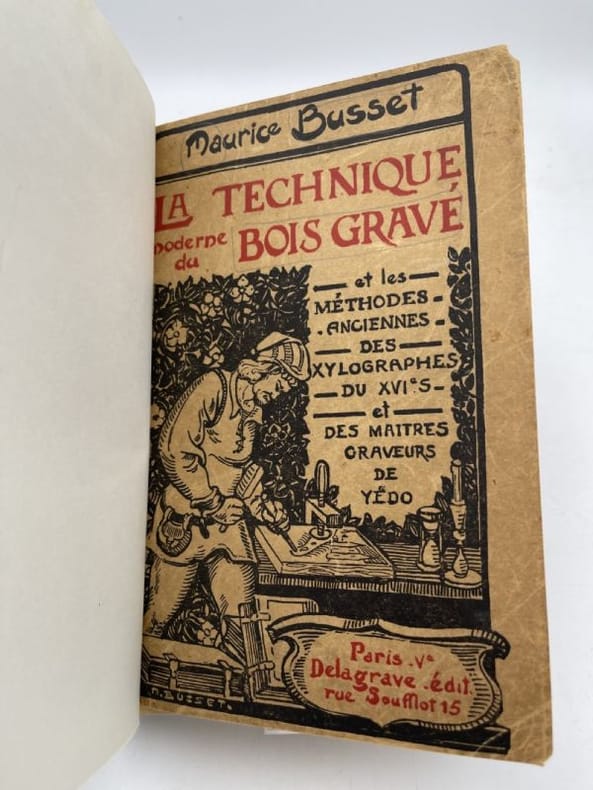 Maurice Busset
LA TECHNIQUE
moderne
du BOIS GRAVÉ
et les
MÉTHODES
ANCIENNES
DES
XYLOGRAPHES
DU XVIᵉ S
et
DES MAITRES
GRAVEURS
DE
YÉDO
Paris . Vᵉ
Delagrave . édit.
rue Soufflot 15
M. BUSSET.